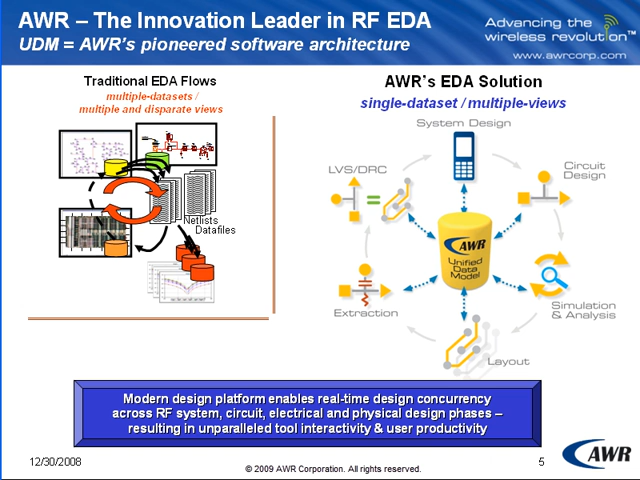 AWR – The Innovation Leader in RF EDA
UDM = AWR's pioneered software architecture
Advancing the
wireless revolution™
www.awrcorp.com
Traditional EDA Flows
multiple-datasets /
multiple and disparate views
Netlists
Datafiles
AWR's EDA Solution
single-dataset / multiple-views
System Design
LVS/DRC
Circuit
Design
AWR
Unified
Data
Model
Extraction
Simulation
& Analysis
Layout
Modern design platform enables real-time design concurrency
across RF system, circuit, electrical and physical design phases –
resulting in unparalleled tool interactivity & user productivity
12/30/2008
© 2009 AWR Corporation. All rights reserved.
5
AWR